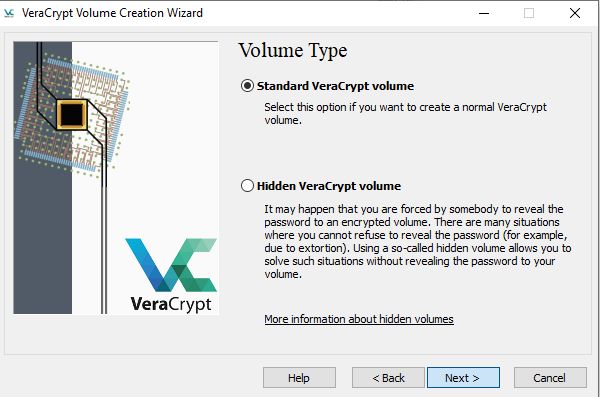 VeraCrypt Volume Creation Wizard
Volume Type
Standard VeraCrypt volume
Select this option if you want to create a normal VeraCrypt
volume.
Hidden VeraCrypt volume
It may happen that you are forced by somebody to reveal the
password to an encrypted volume. There are many situations
where you cannot refuse to reveal the password (for example,
due to extortion). Using a so-called hidden volume allows you to
solve such situations without revealing the password to your
volume.
More information about hidden volumes
VeraCrypt
Help
< Back
Next >
Cancel